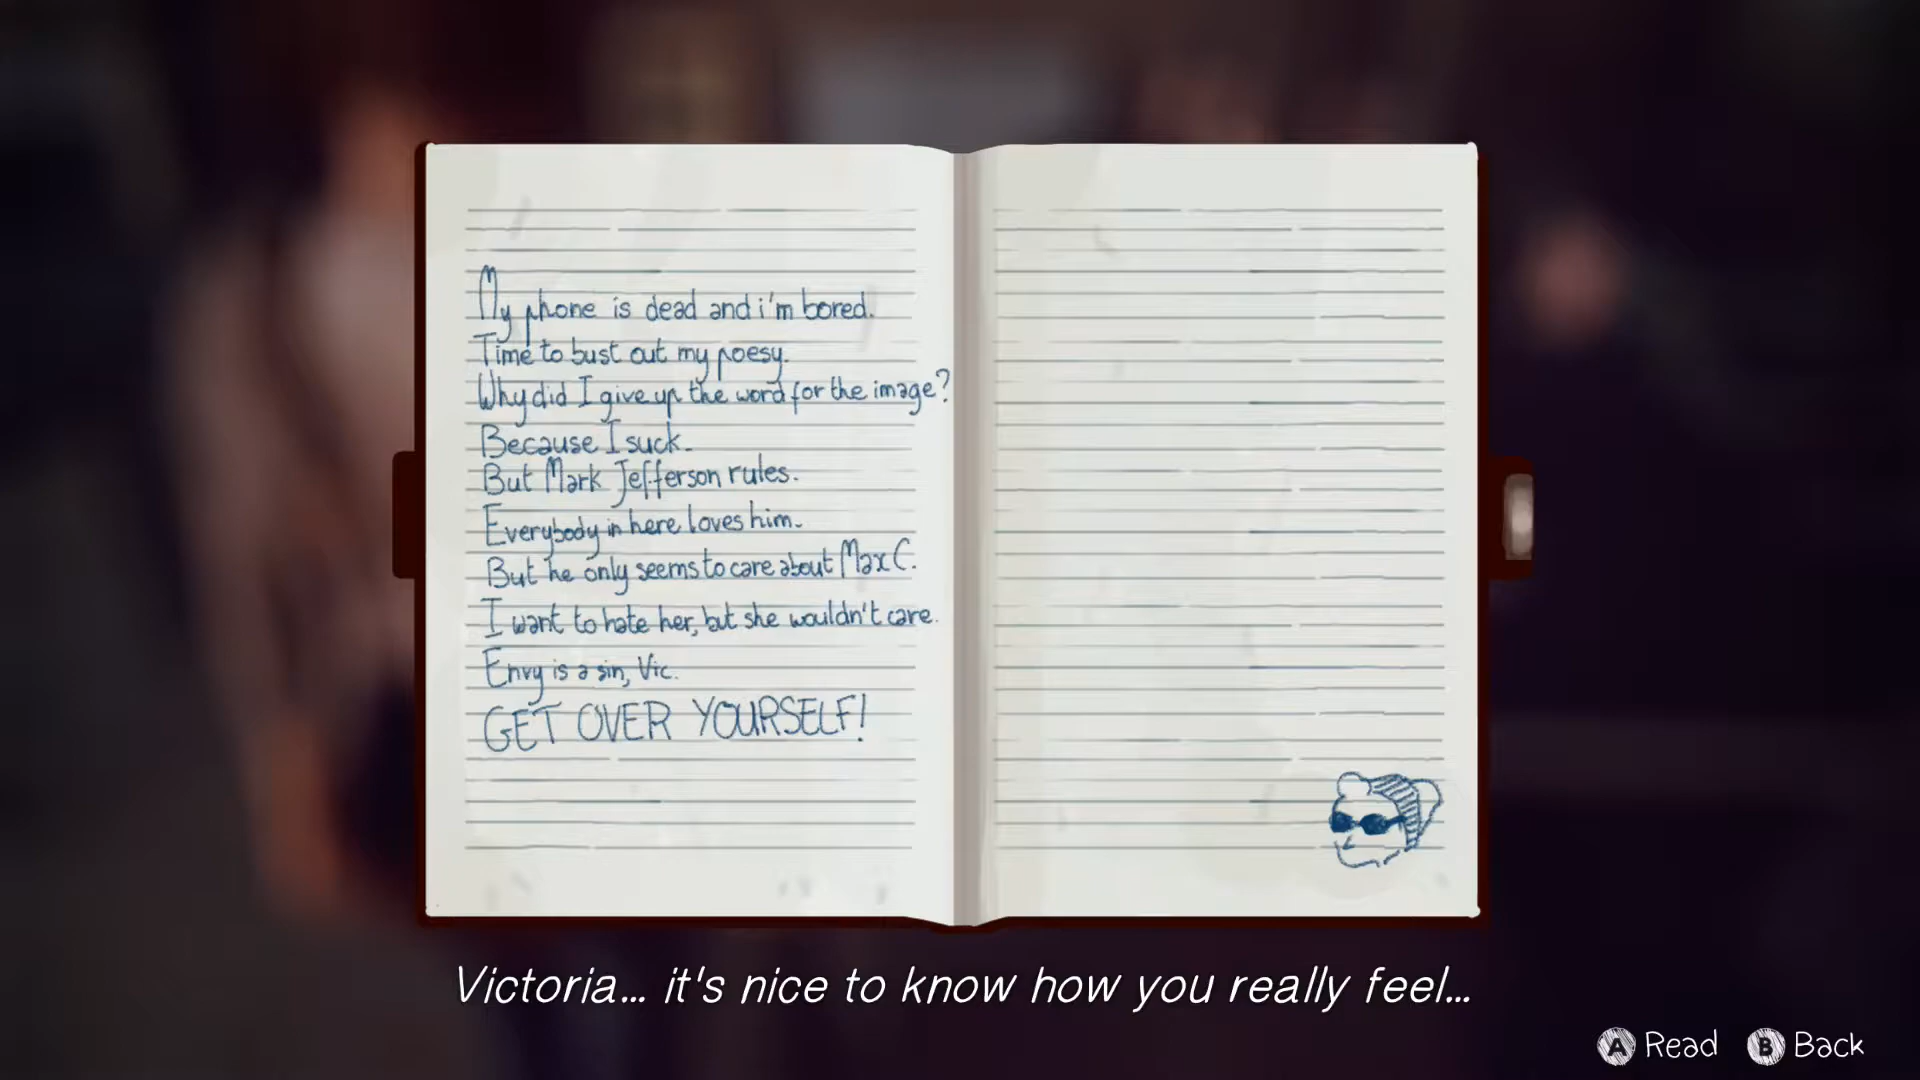 My phone is dead and i'm bored.
Time to bust out my poesy.
Why did I give up the word for the image?
Because I suck.
But Mark Jefferson rules.
Everybody in here loves him.
But he only seems to care about Max C.
I want to hate her, but she wouldn't care.
Envy is a sin, Vic.
GET OVER YOURSELF!
Victoria... it's nice to know how you really feel...
A Read B Back